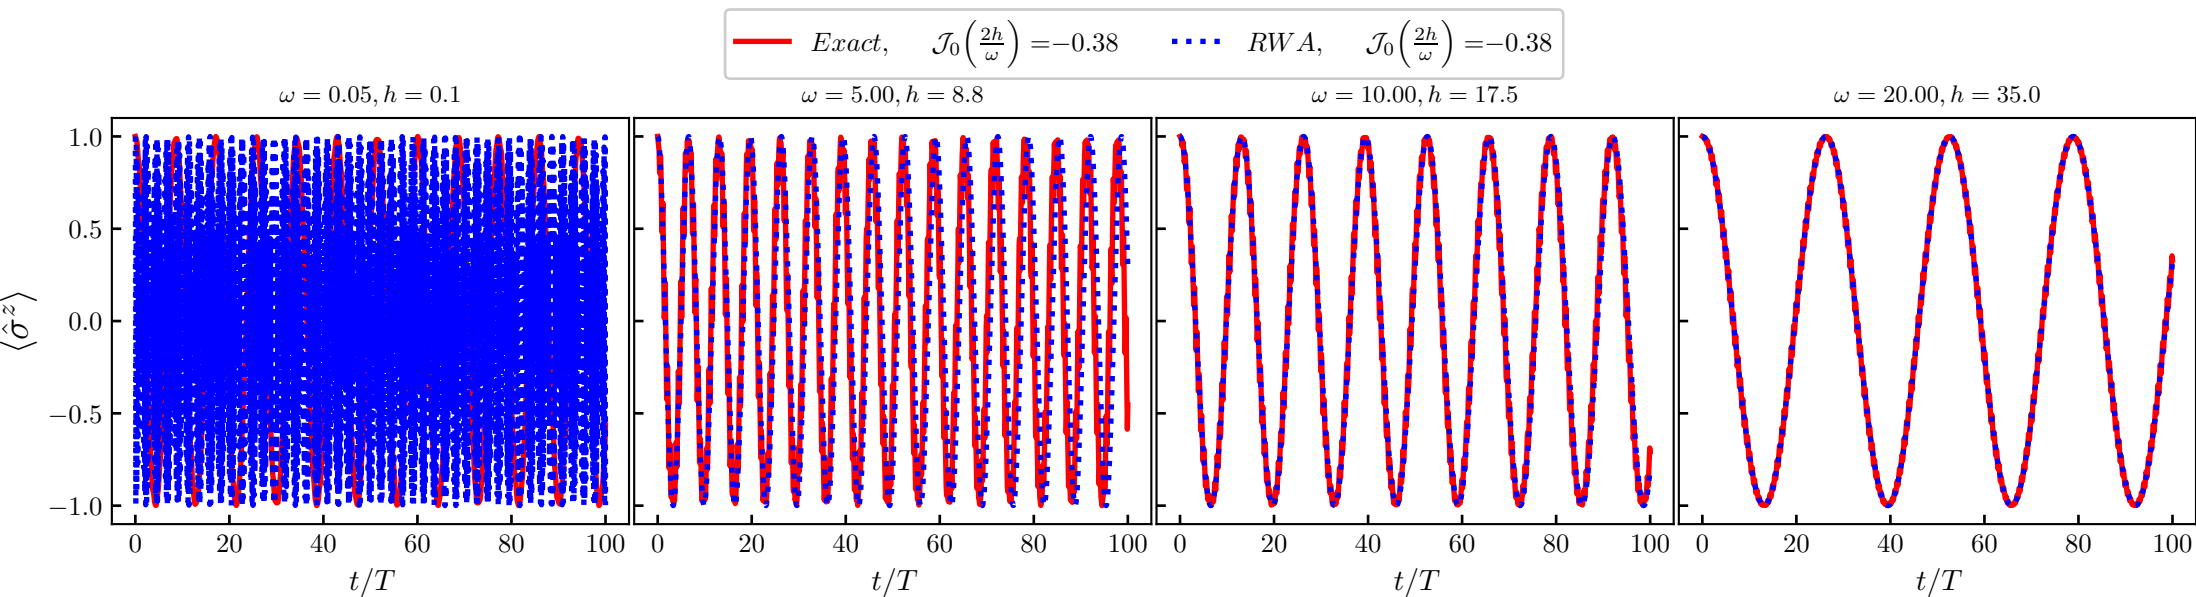 Exact, 𝒥₀(2h/ω) =−0.38 RWA, 𝒥₀(2h/ω) =−0.38
ω = 0.05, h = 0.1
ω = 5.00, h = 8.8
ω = 10.00, h = 17.5
ω = 20.00, h = 35.0
⟨σ̂ᶻ⟩
1.0
0.5
0.0
−0.5
−1.0
0 20 40 60 80 100
0 20 40 60 80 100
0 20 40 60 80 100
0 20 40 60 80 100
t/T
t/T
t/T
t/T